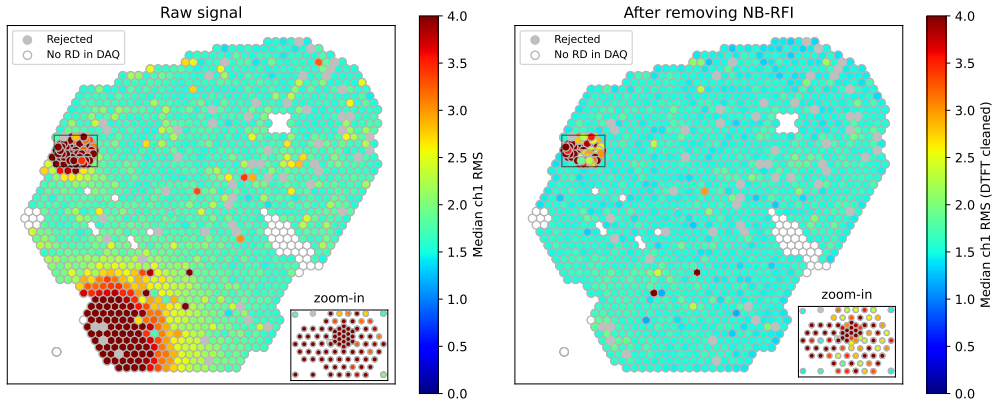 Raw signal
Rejected
No RD in DAQ
zoom-in
4.0
3.5
3.0
2.5
2.0
1.5
1.0
0.5
0.0
Median ch1 RMS
After removing NB-RFI
Rejected
No RD in DAQ
zoom-in
4.0
3.5
3.0
2.5
2.0
1.5
1.0
0.5
0.0
Median ch1 RMS (DTFT cleaned)